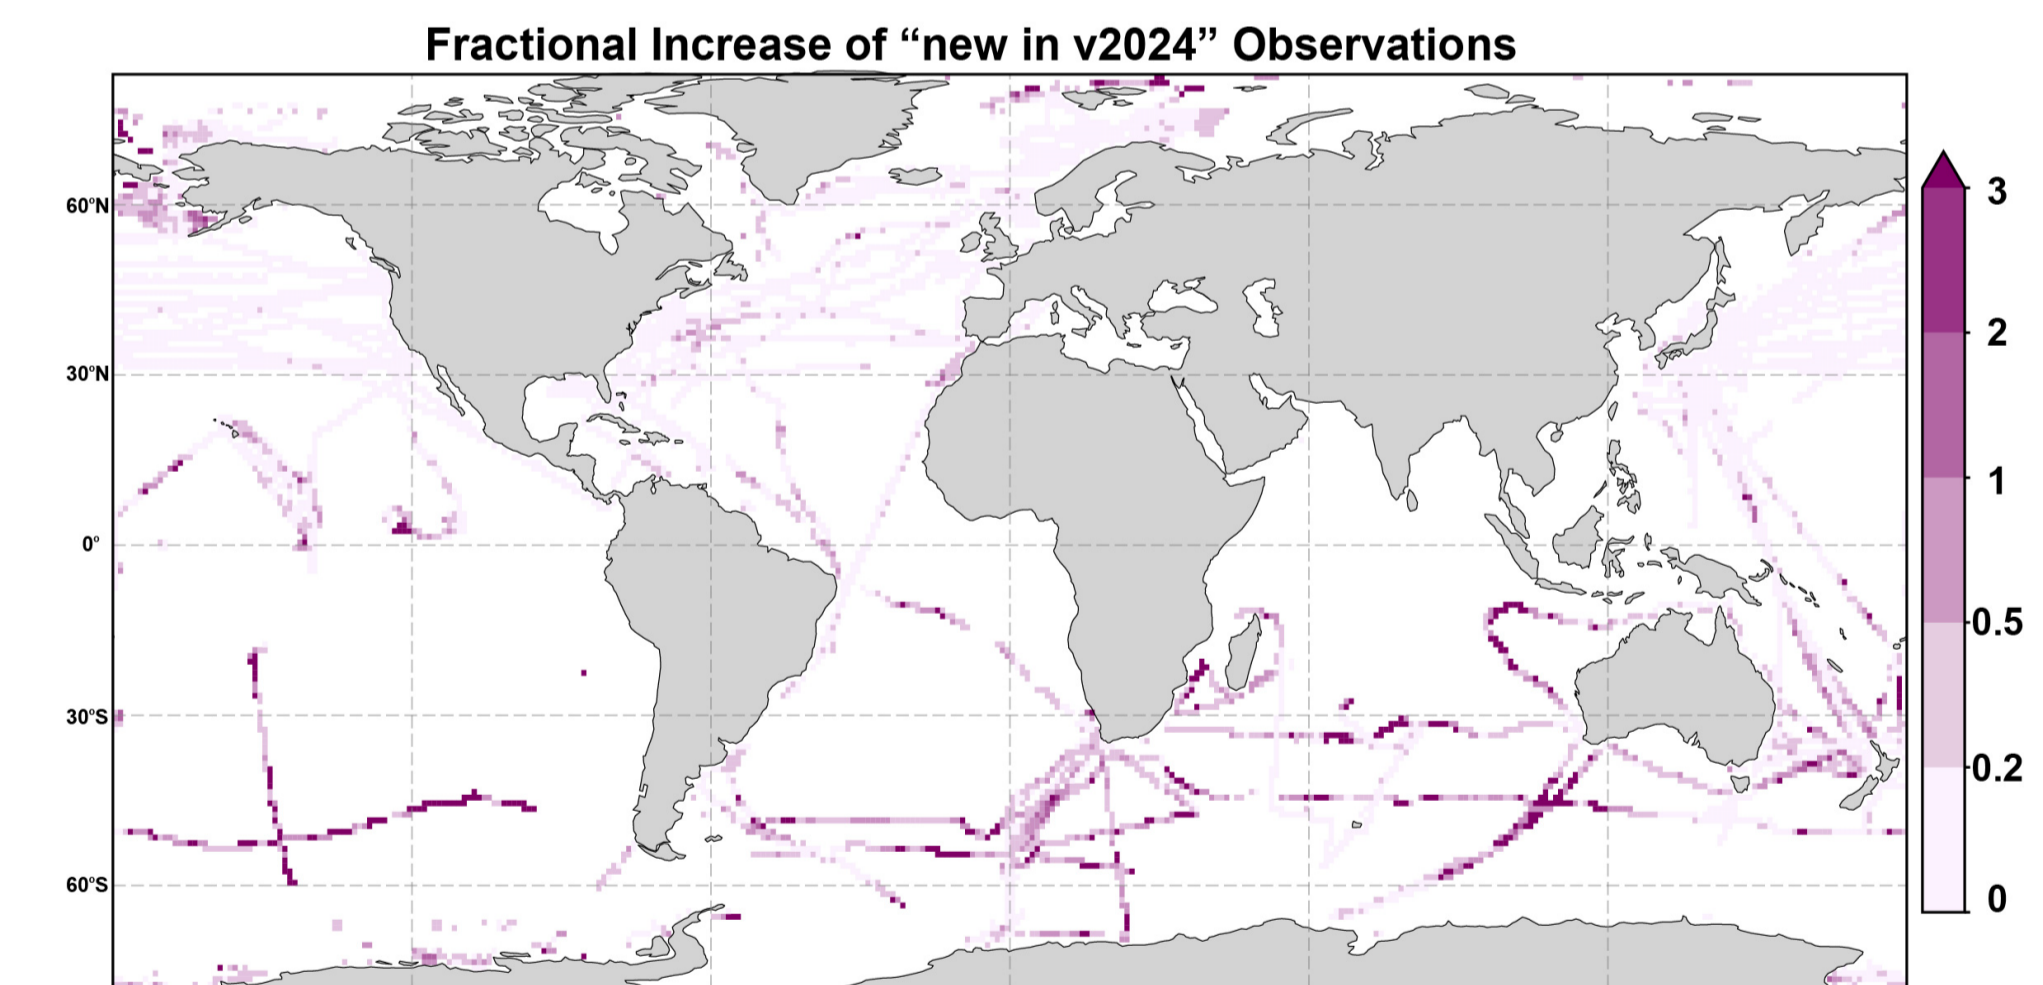 Fractional Increase of “new in v2024” Observations
60°N
30°N
0°
30°S
60°S
3
2
1
0.5
0.2
0